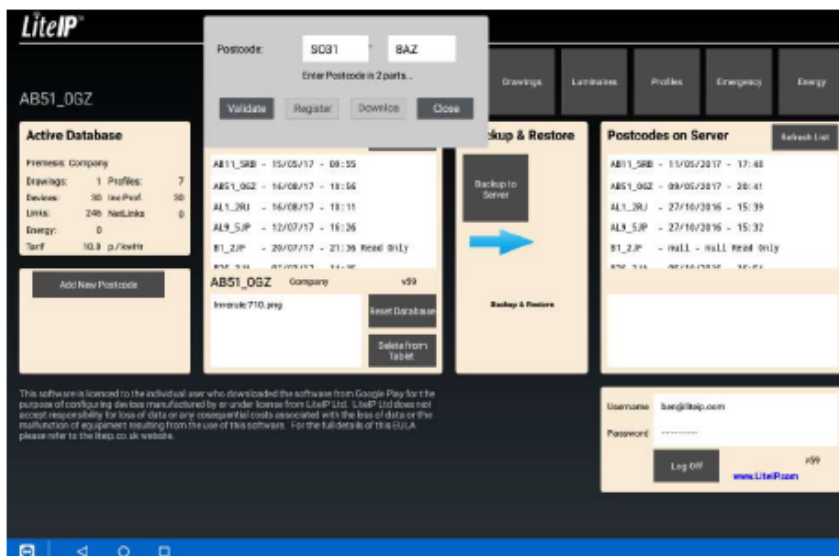 LiteIP
Postcode: SO31 - 8AZ
Enter Postcode in 2 parts...
Validate Register Downloa Close
Drawings Luminaires Profiles Emergency Energy
AB51_0GZ
Active Database
Premesis: Company
Drawings: 1 Profiles: 7
Devices: 30 Inv Prof. 30
Links: 246 NetLinks 0
Energy: 0
Tarif 10.0 p/kwHr
Add New Postcode
AB11_5RB - 15/05/17 - 09:55
AB51_0GZ - 16/08/17 - 18:56
AL1_2RJ - 16/08/17 - 18:11
AL9_5JP - 12/07/17 - 16:26
B1_2JP - 20/07/17 - 21:36 Read Only
AB51_0GZ Company v59
Inverurie710.png
Reset Database
Delete from
Tablet
ckup & Restore
Backup to
Server
Backup & Restore
Postcodes on Server
Refresh List
AB11_5RB - 11/05/2017 - 17:48
AB51_0GZ - 09/05/2017 - 20:41
AL1_2RJ - 27/10/2016 - 15:39
AL9_5JP - 27/10/2016 - 15:32
B1_2JP - null - null Read Only
This software is licenced to the individual user who downloaded the software from Google Play for the
purpose of configuring devices manufactured by or under license from LiteIP Ltd. LiteIP Ltd does not
accept responsibility for loss of data or any cosequential costs associated with the loss of data or the
malfunction of equipment resulting from the use of this software. For the full details of this EULA
please refer to the liteip.co.uk website.
Username ben@liteip.com
Password ----------
Log Off
v59
www.LiteIP.com